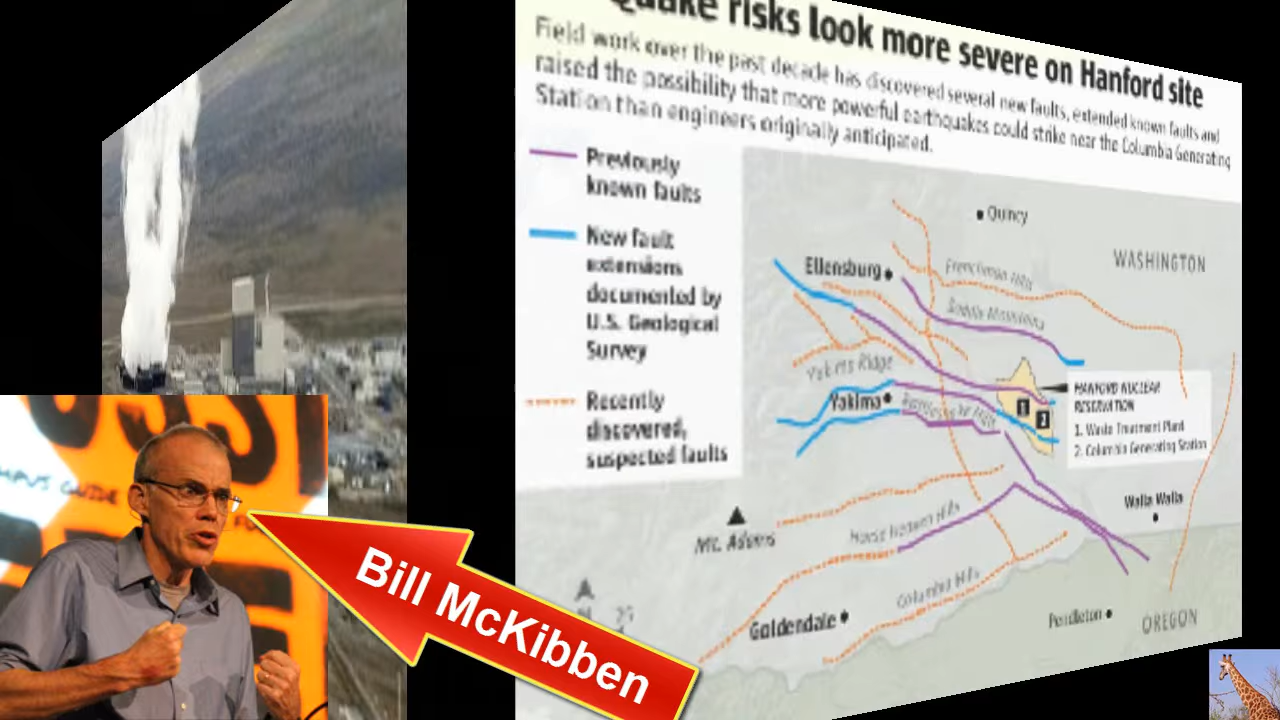 Quake risks look more severe on Hanford site
Field work over the past decade has discovered several new faults, extended known faults and
raised the possibility that more powerful earthquakes could strike near the Columbia Generating
Station than engineers originally anticipated.
Previously
known faults
New fault
extensions
documented by
U.S. Geological
Survey
Recently
discovered,
suspected faults
Quincy
WASHINGTON
Ellensburg
Frenchman Hills
Saddle Mountains
Ridge
Yakima
HANFORD NUCLEAR
RESERVATION
1. Waste Treatment Plant
2. Columbia Generating Station
1
2
Walla Walla
Mt. Adams
Horse Heaven Hills
Columbia Hills
Goldendale
Pendleton
OREGON
Bill McKibben